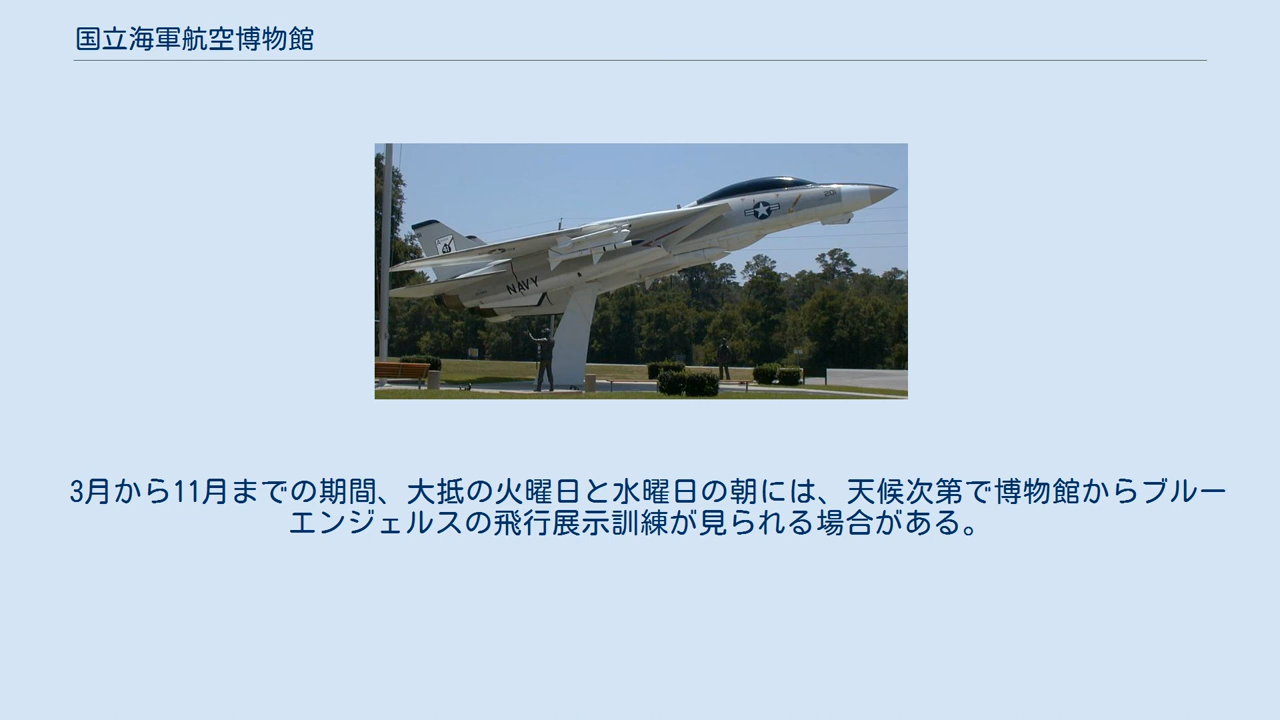 国立海軍航空博物館
201
NAVY
3月から11月までの期間、大抵の火曜日と水曜日の朝には、天候次第で博物館からブルー
エンジェルスの飛行展示訓練が見られる場合がある。